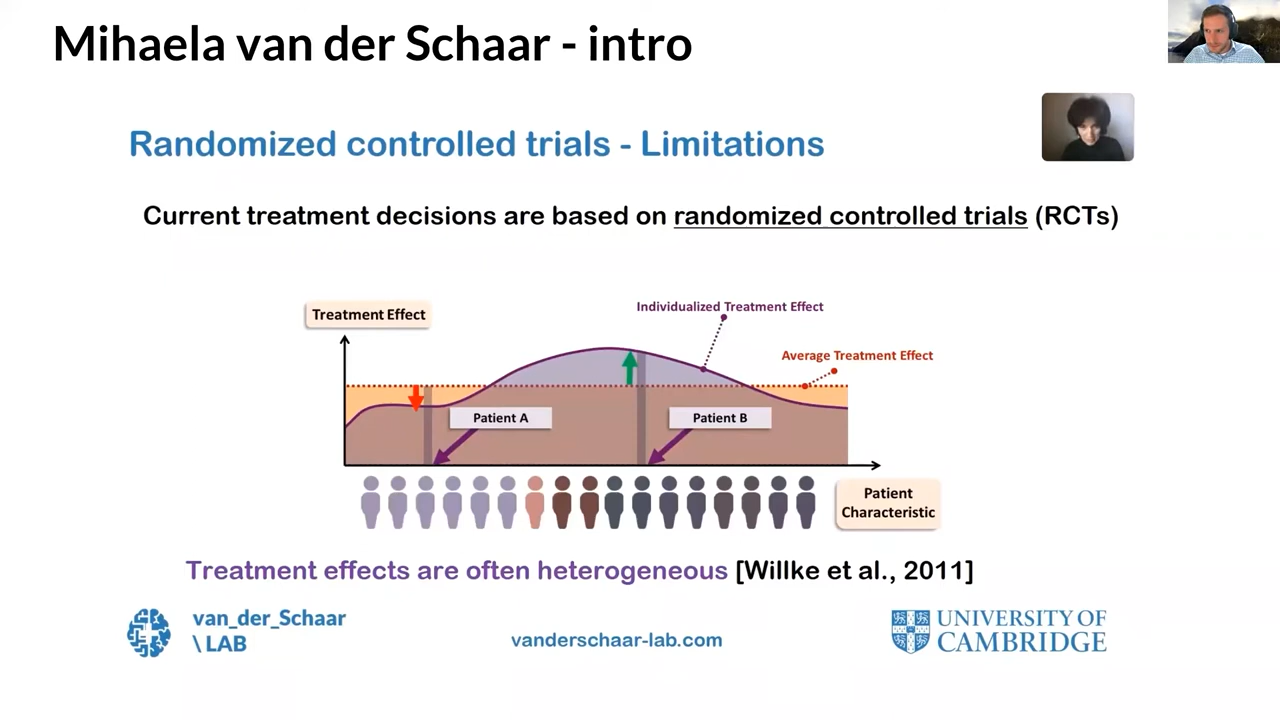 Mihaela van der Schaar - intro
Randomized controlled trials - Limitations
Current treatment decisions are based on randomized controlled trials (RCTs)
Treatment Effect
Individualized Treatment Effect
Average Treatment Effect
Patient A
Patient B
Patient
Characteristic
Treatment effects are often heterogeneous [Willke et al., 2011]
van_der_Schaar
\ LAB
vanderschaar-lab.com
UNIVERSITY OF
CAMBRIDGE